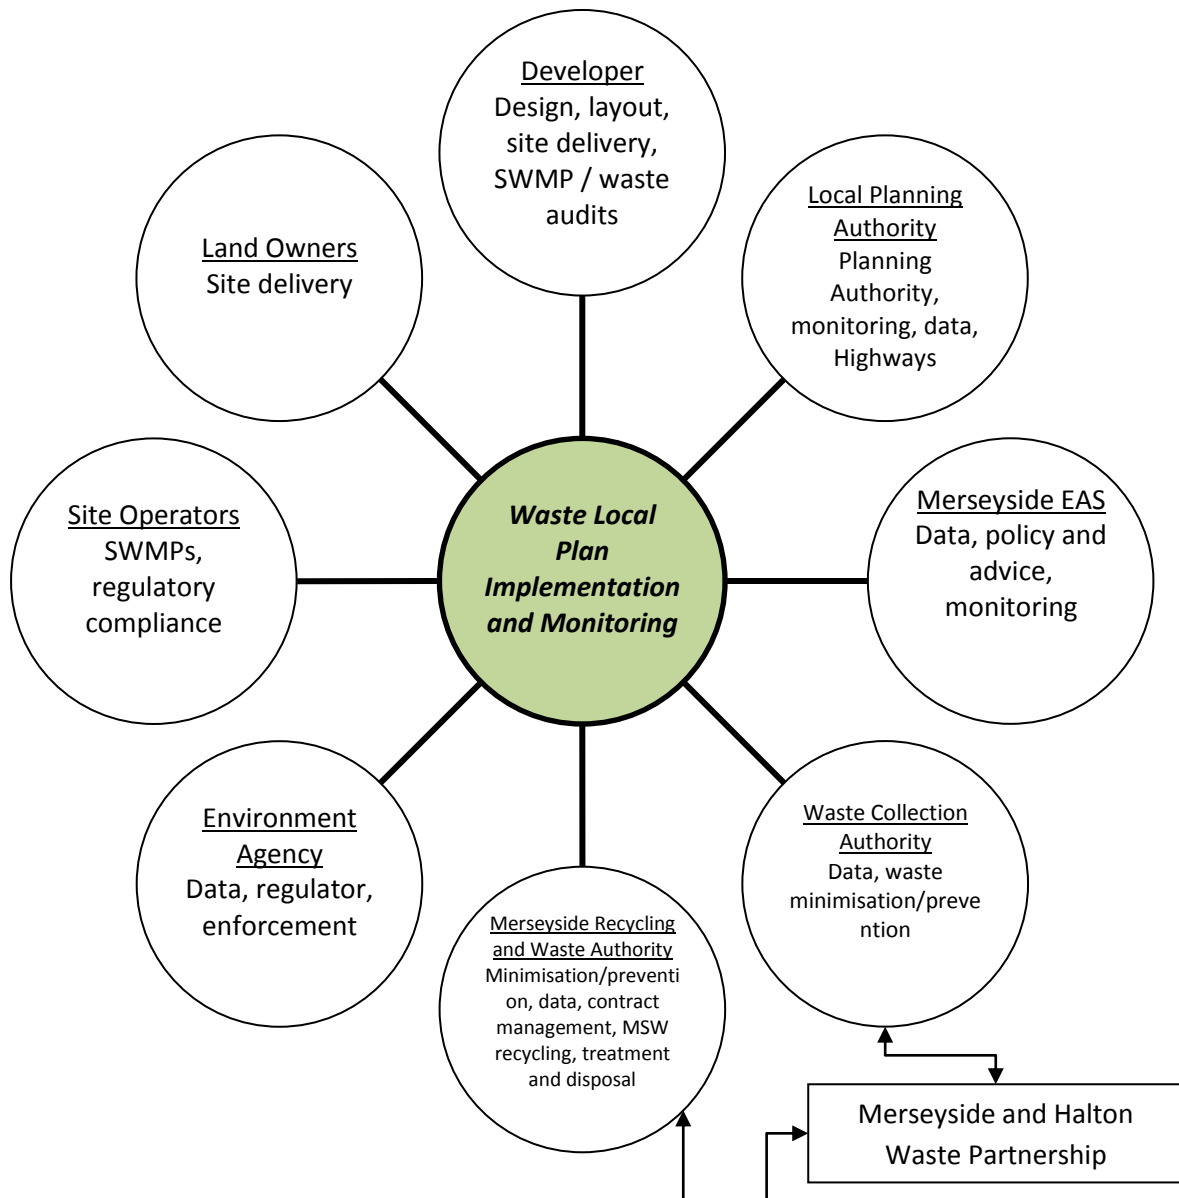 Developer
Design, layout,
site delivery,
SWMP / waste
audits
Local Planning
Authority
Planning
Authority,
monitoring, data,
Highways
Land Owners
Site delivery
Merseyside EAS
Data, policy and
advice,
monitoring
Site Operators
SWMPs,
regulatory
compliance
Waste Local
Plan
Implementation
and Monitoring
Waste Collection
Authority
Data, waste
minimisation/preve
ntion
Environment
Agency
Data, regulator,
enforcement
Merseyside Recycling
and Waste Authority
Minimisation/preventi
on, data, contract
management, MSW
recycling, treatment
and disposal
Merseyside and Halton
Waste Partnership